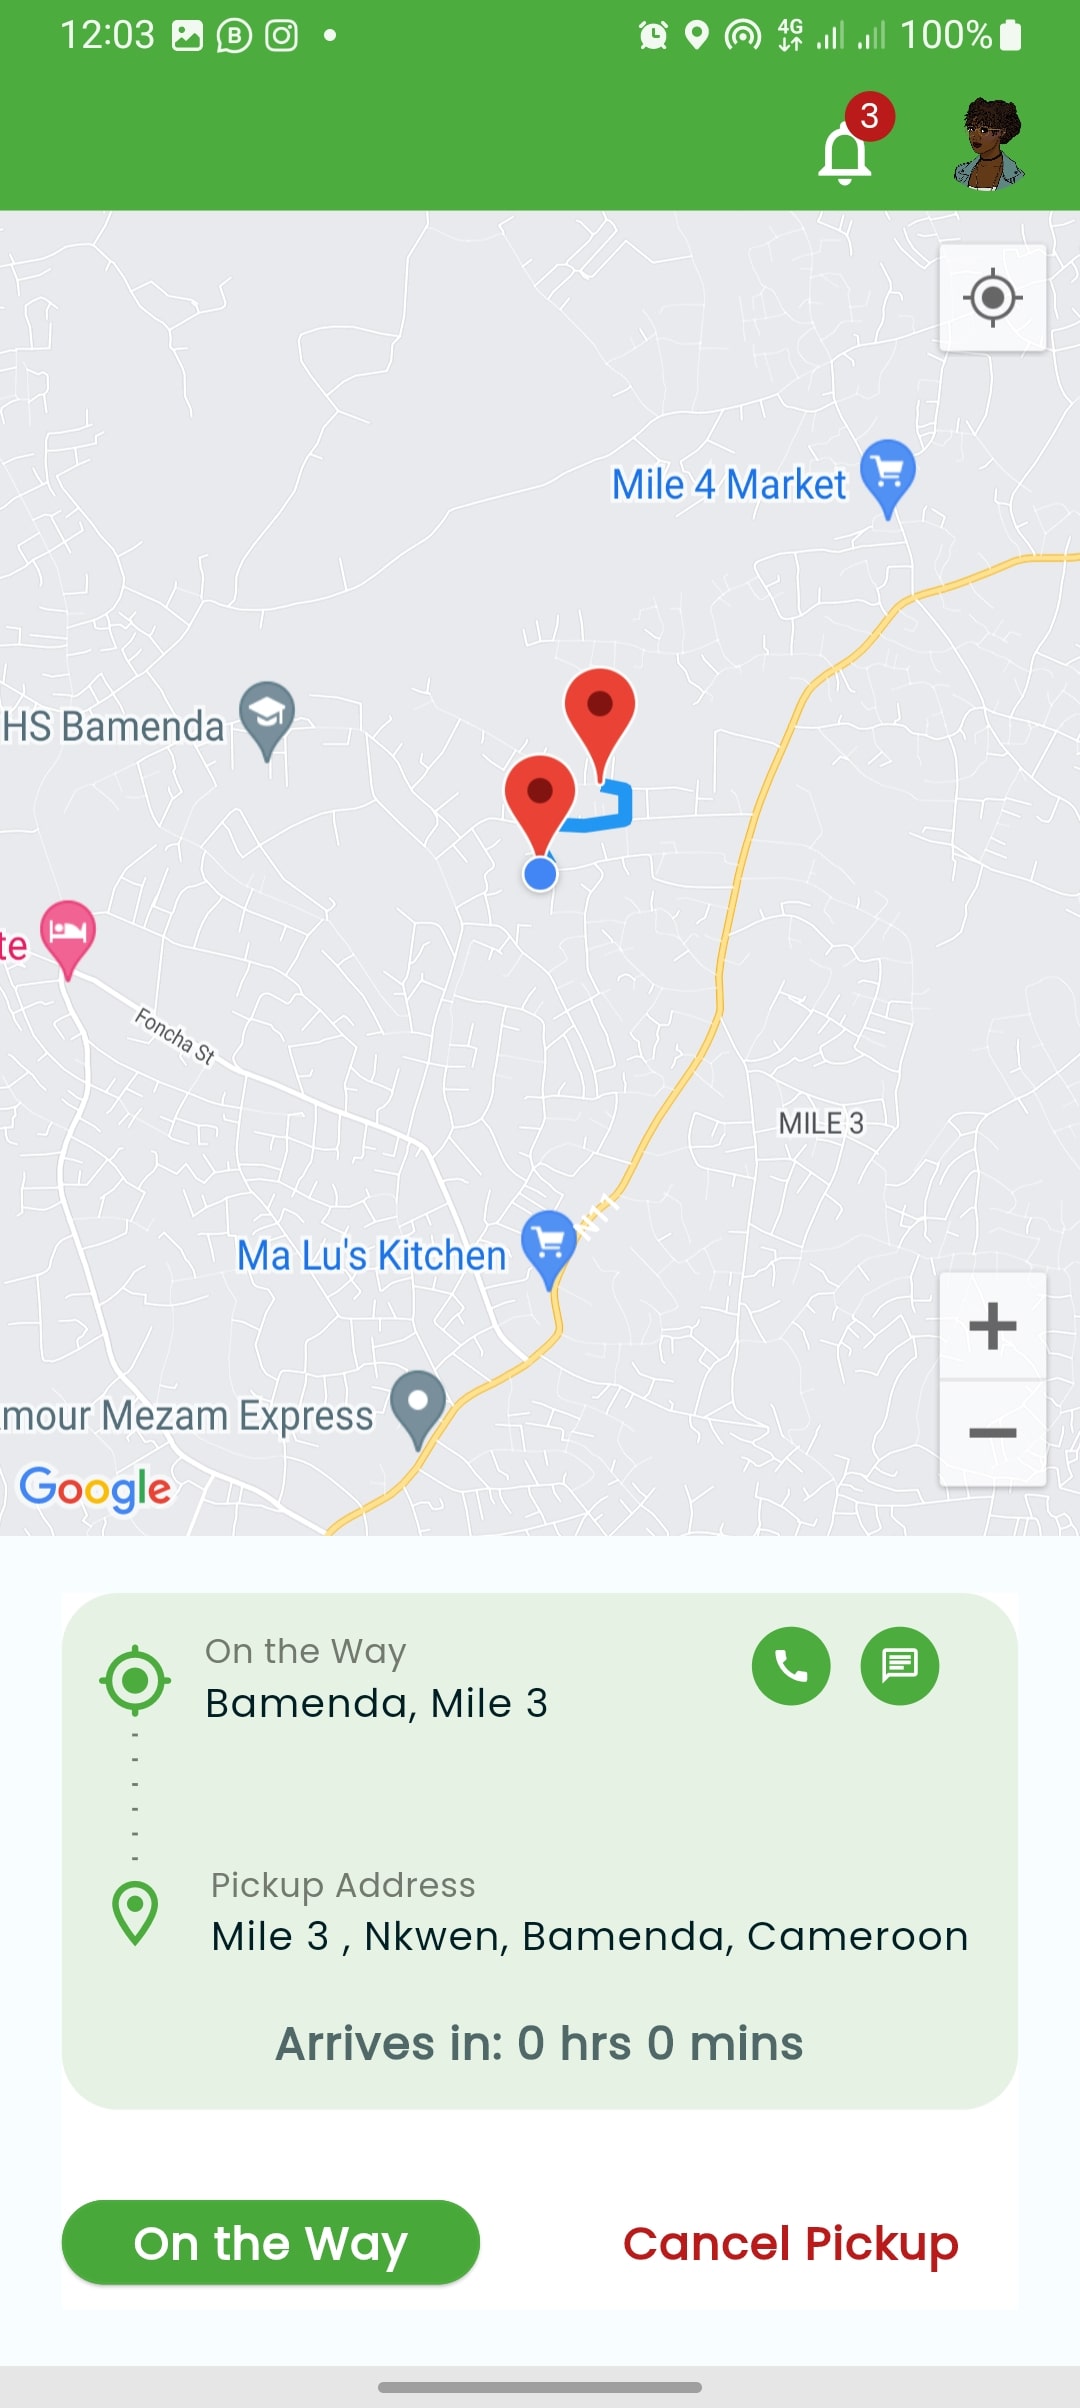 12:03
4G
100%
3
Mile 4 Market
HS Bamenda
te
Foncha St
MILE 3
N11
Ma Lu's Kitchen
mour Mezam Express
Google
On the Way
Bamenda, Mile 3
Pickup Address
Mile 3 , Nkwen, Bamenda, Cameroon
Arrives in: 0 hrs 0 mins
On the Way
Cancel Pickup